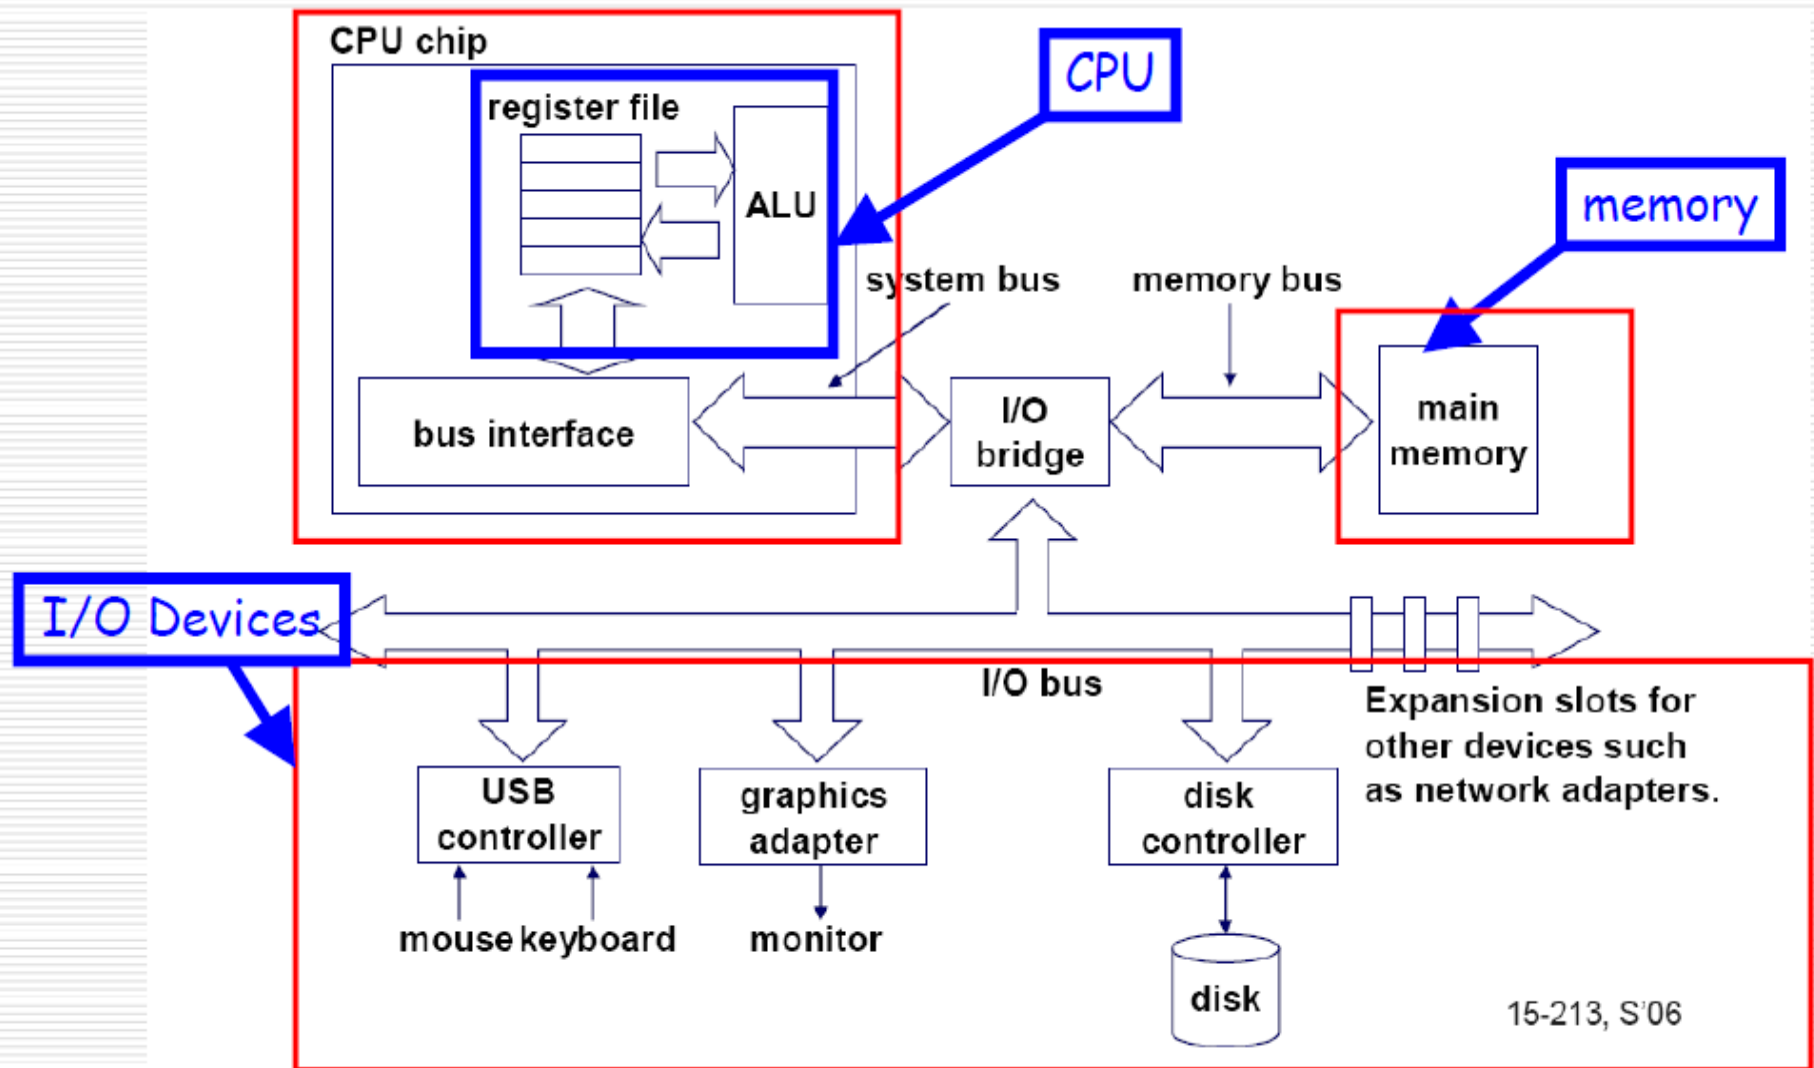 CPU chip
CPU
register file
ALU
memory
system bus
memory bus
bus interface
I/O
bridge
main
memory
I/O Devices
I/O bus
Expansion slots for
other devices such
as network adapters.
USB
controller
graphics
adapter
disk
controller
mouse keyboard
monitor
disk
15-213, S'06